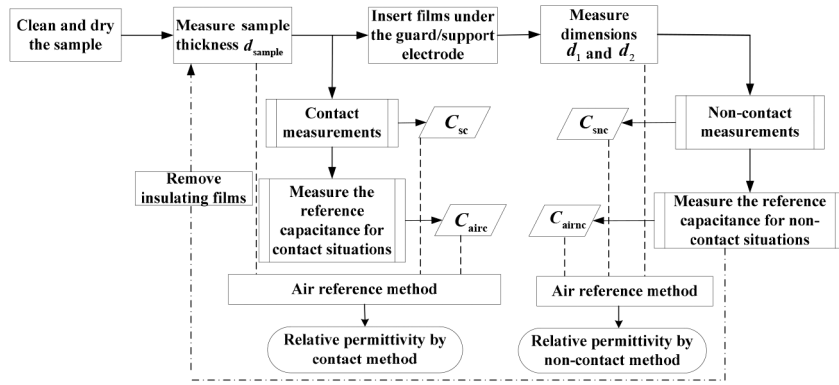 Clean and dry
the sample
Measure sample
thickness d_sample
Insert films under
the guard/support
electrode
Measure
dimensions
d_1 and d_2
Contact
measurements
C_sc
C_snc
Non-contact
measurements
Remove
insulating films
Measure the
reference
capacitance for
contact situations
C_airc
C_airnc
Measure the reference
capacitance for non-
contact situations
Air reference method
Air reference method
Relative permittivity by
contact method
Relative permittivity by
non-contact method